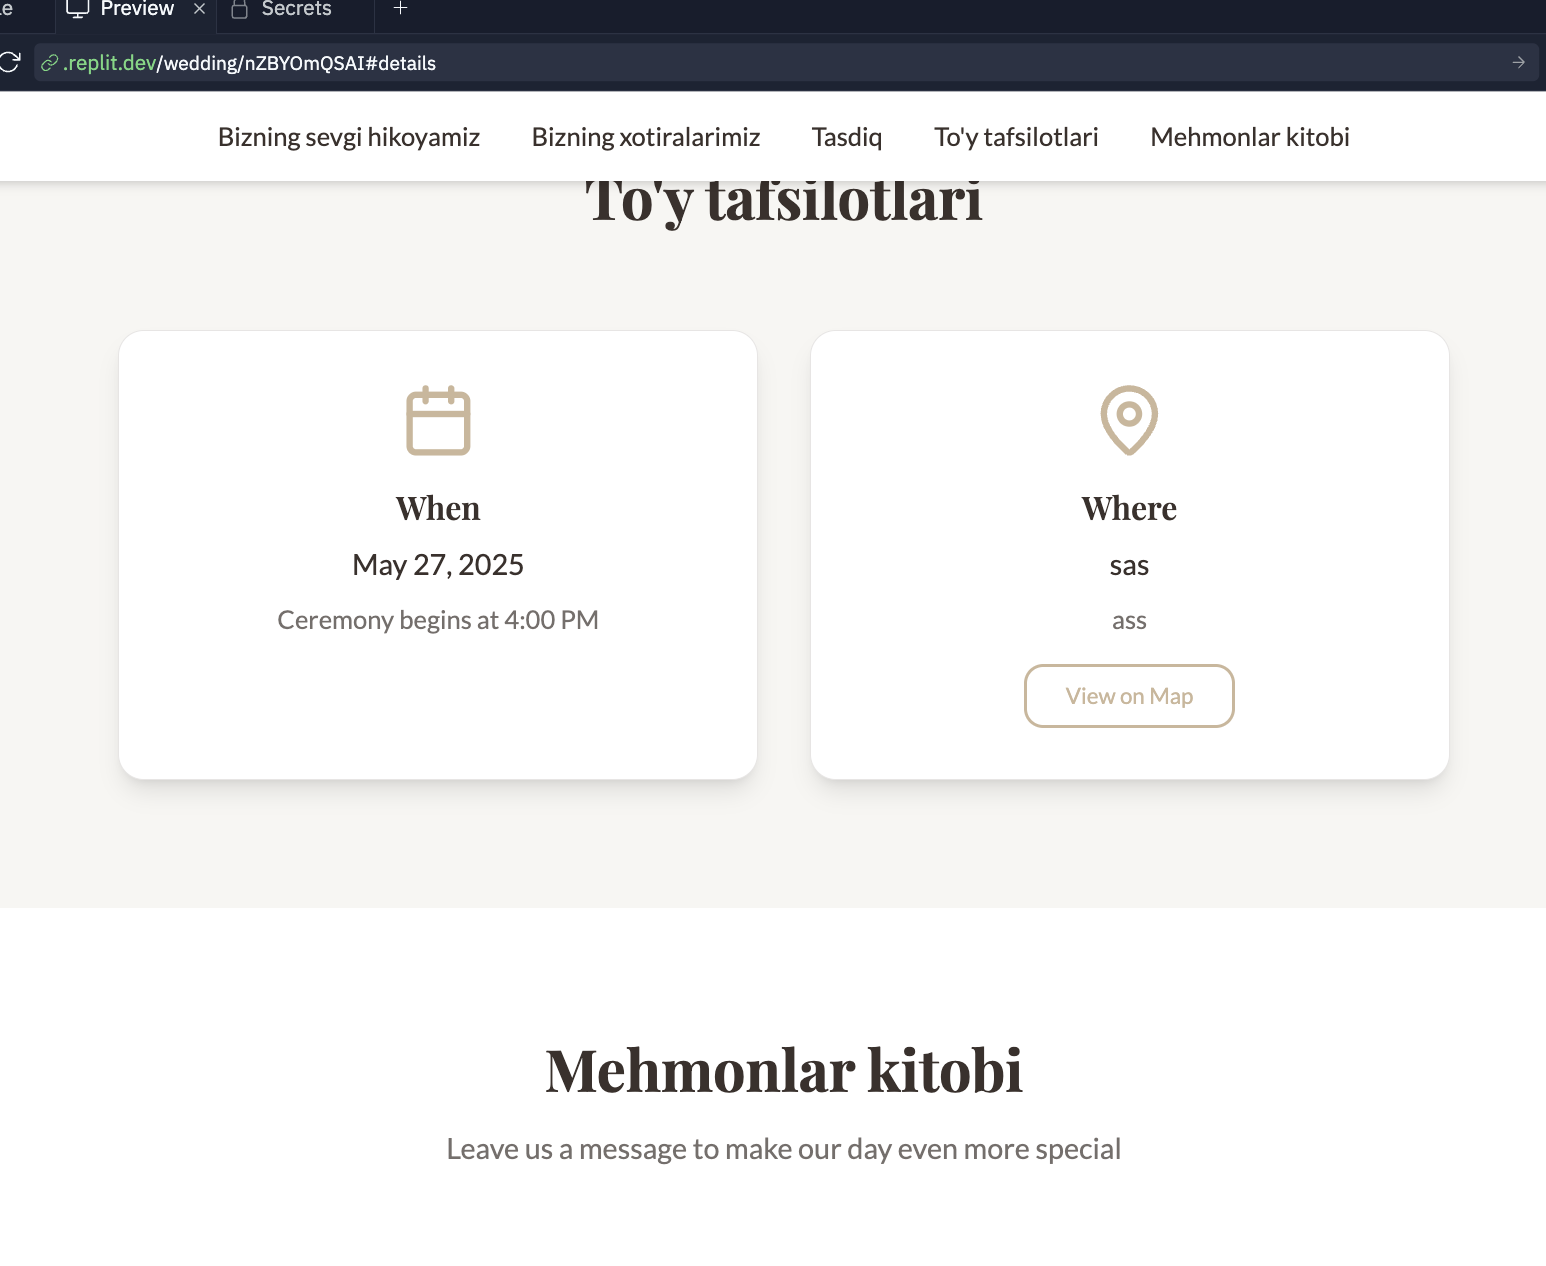 Preview
Secrets
.replit.dev/wedding/nZBYOmQSAI#details
Bizning sevgi hikoyamiz Bizning xotiralarimiz Tasdiq To'y tafsilotlari Mehmonlar kitobi
To'y tafsilotlari
When
May 27, 2025
Ceremony begins at 4:00 PM
Where
sas
ass
View on Map
Mehmonlar kitobi
Leave us a message to make our day even more special